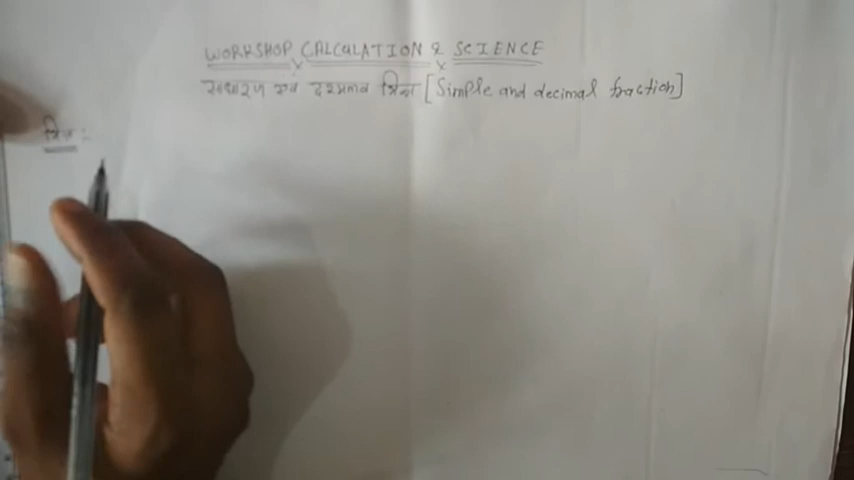 WORKSHOP CALCULATION & SCIENCE
साधारण एवं दशमलव भिन्न [Simple and decimal fraction]
भिन्न :-